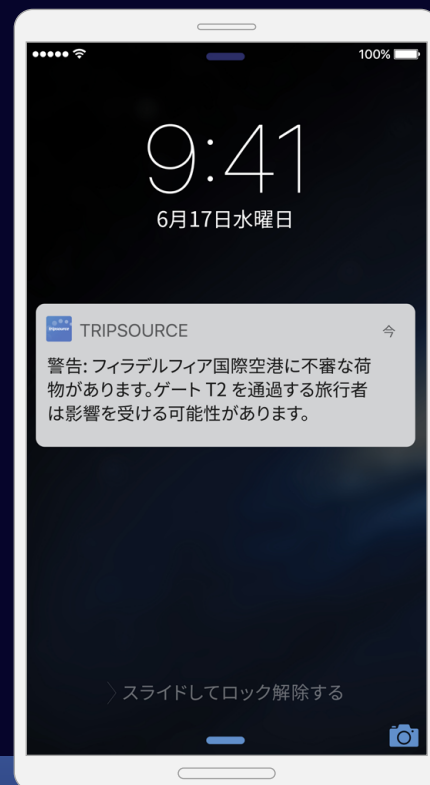 100%
9:41
6月17日水曜日
TRIPSOURCE
今
警告: フィラデルフィア国際空港に不審な荷
物があります。ゲート T2 を通過する旅行者
は影響を受ける可能性があります。
スライドしてロック解除する